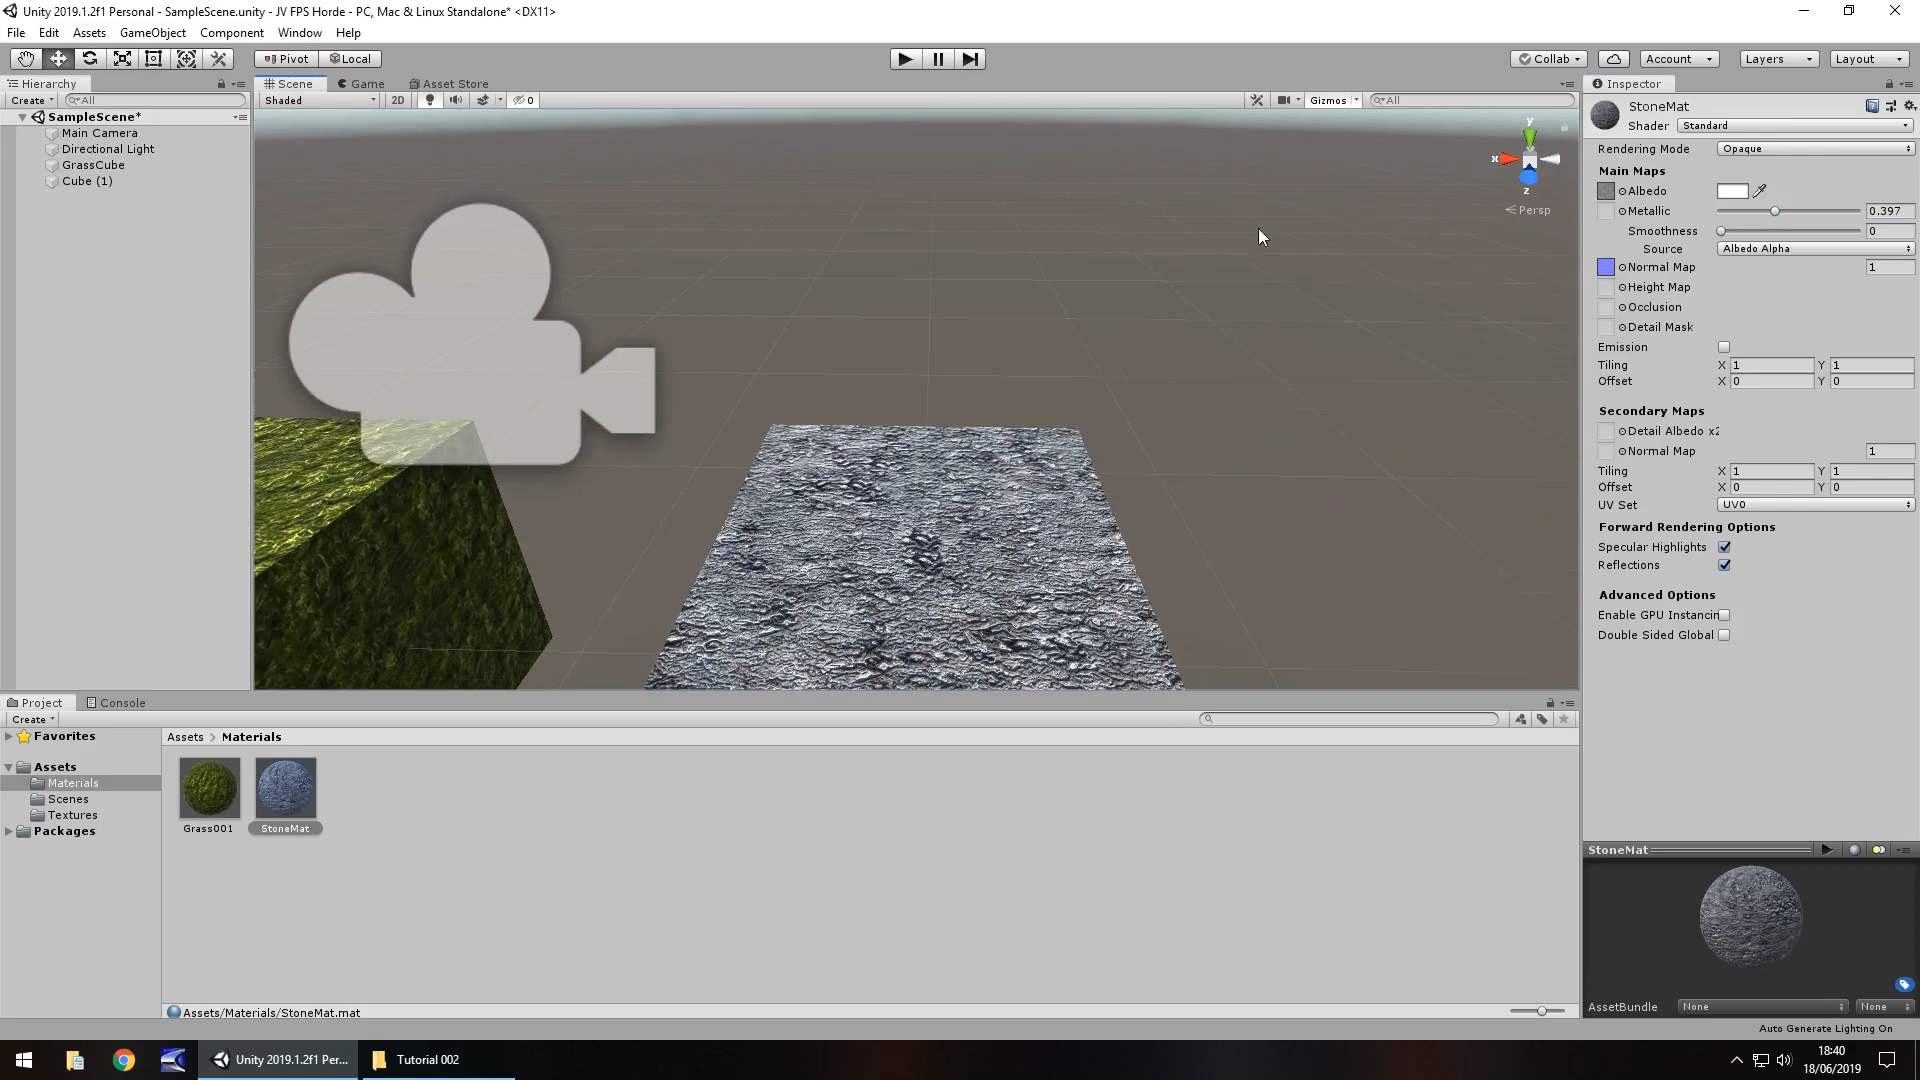 Unity 2019.1.2f1 Personal - SampleScene.unity - JV FPS Horde - PC, Mac & Linux Standalone* <DX11>
File Edit Assets GameObject Component Window Help
Pivot Local Collab Account Layers Layout
Hierarchy
Create All
SampleScene*
Main Camera
Directional Light
GrassCube
Cube (1)
Scene Game Asset Store
Shaded 2D 0 Gizmos All
y
x
z
Persp
Inspector
StoneMat
Shader Standard
Rendering Mode Opaque
Main Maps
Albedo
Metallic 0.397
Smoothness 0
Source Albedo Alpha
Normal Map 1
Height Map
Occlusion
Detail Mask
Emission
Tiling X 1 Y 1
Offset X 0 Y 0
Secondary Maps
Detail Albedo x2
Normal Map 1
Tiling X 1 Y 1
Offset X 0 Y 0
UV Set UV0
Forward Rendering Options
Specular Highlights
Reflections
Advanced Options
Enable GPU Instancin
Double Sided Global
Project Console
Create
Favorites
Assets
Materials
Scenes
Textures
Packages
Assets > Materials
Grass001 StoneMat
Assets/Materials/StoneMat.mat
StoneMat
AssetBundle None None
Auto Generate Lighting On
Unity 2019.1.2f1 Per... Tutorial 002
18:40
18/06/2019